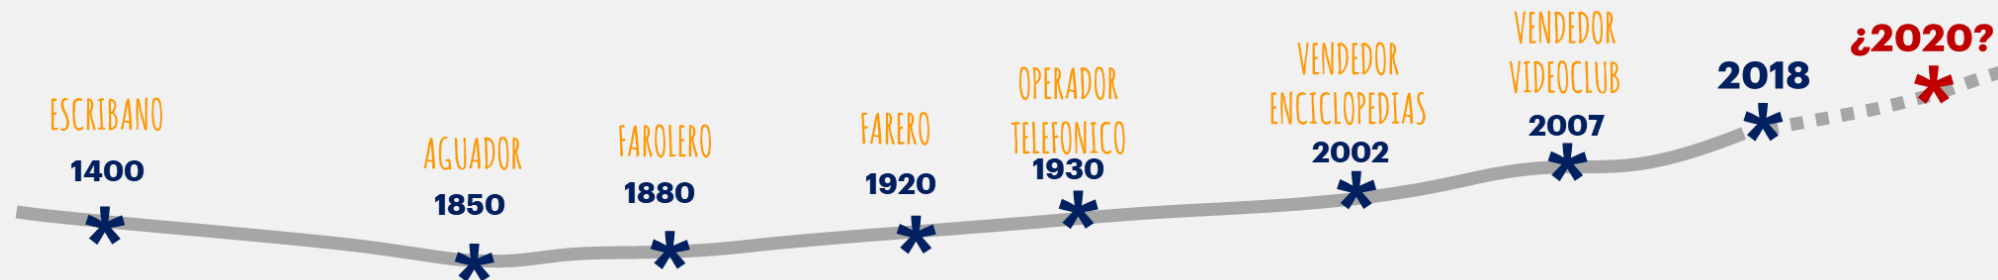 ESCRIBANO
1400
AGUADOR
1850
FAROLERO
1880
FARERO
1920
OPERADOR
TELEFONICO
1930
VENDEDOR
ENCICLOPEDIAS
2002
VENDEDOR
VIDEOCLUB
2007
2018
¿2020?